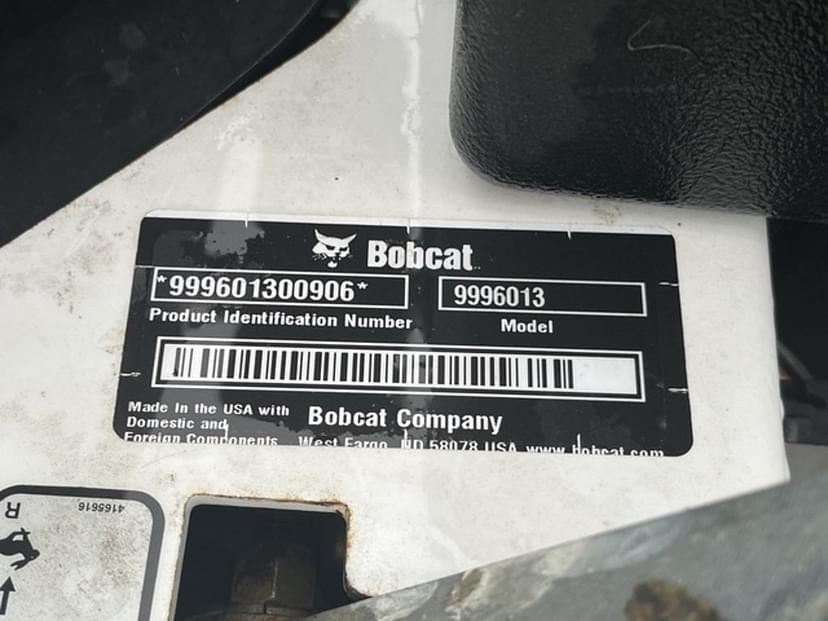 Bobcat
*999601300906*
9996013
Product Identification Number
Model
Made In the USA with
Domestic and
Foreign Components
Bobcat Company
West Fargo, ND 58078 USA www.bobcat.com
4165616
R